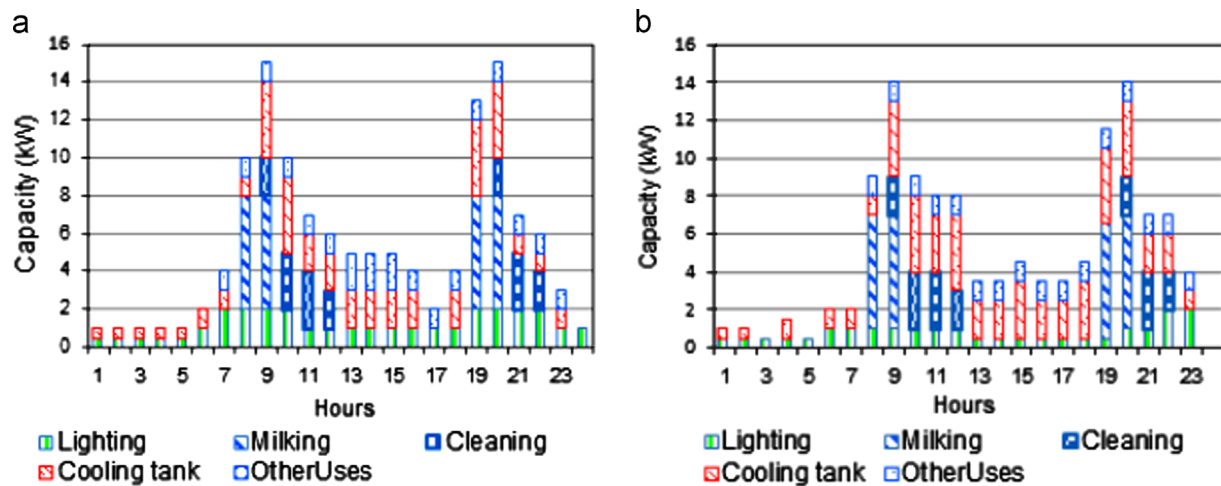 a
16
14
12
10
8
6
4
2
0
Capacity (kW)
1 3 5 7 9 11 13 15 17 19 21 23
Hours
Lighting Milking Cleaning
Cooling tank OtherUses
b
16
14
12
10
8
6
4
2
0
Capacity (kW)
1 3 5 7 9 11 13 15 17 19 21 23
Hours
Lighting Milking Cleaning
Cooling tank OtherUses